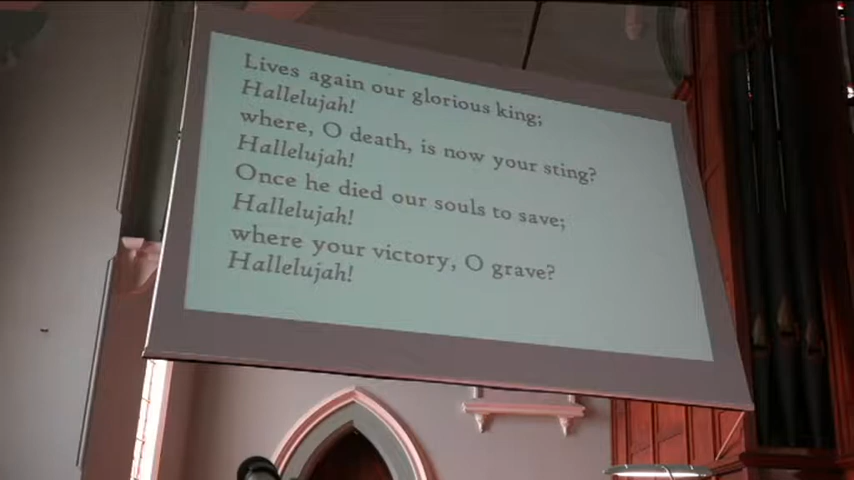 Lives again our glorious king;
Hallelujah!
where, O death, is now your sting?
Hallelujah!
Once he died our souls to save;
Hallelujah!
where your victory, O grave?
Hallelujah!